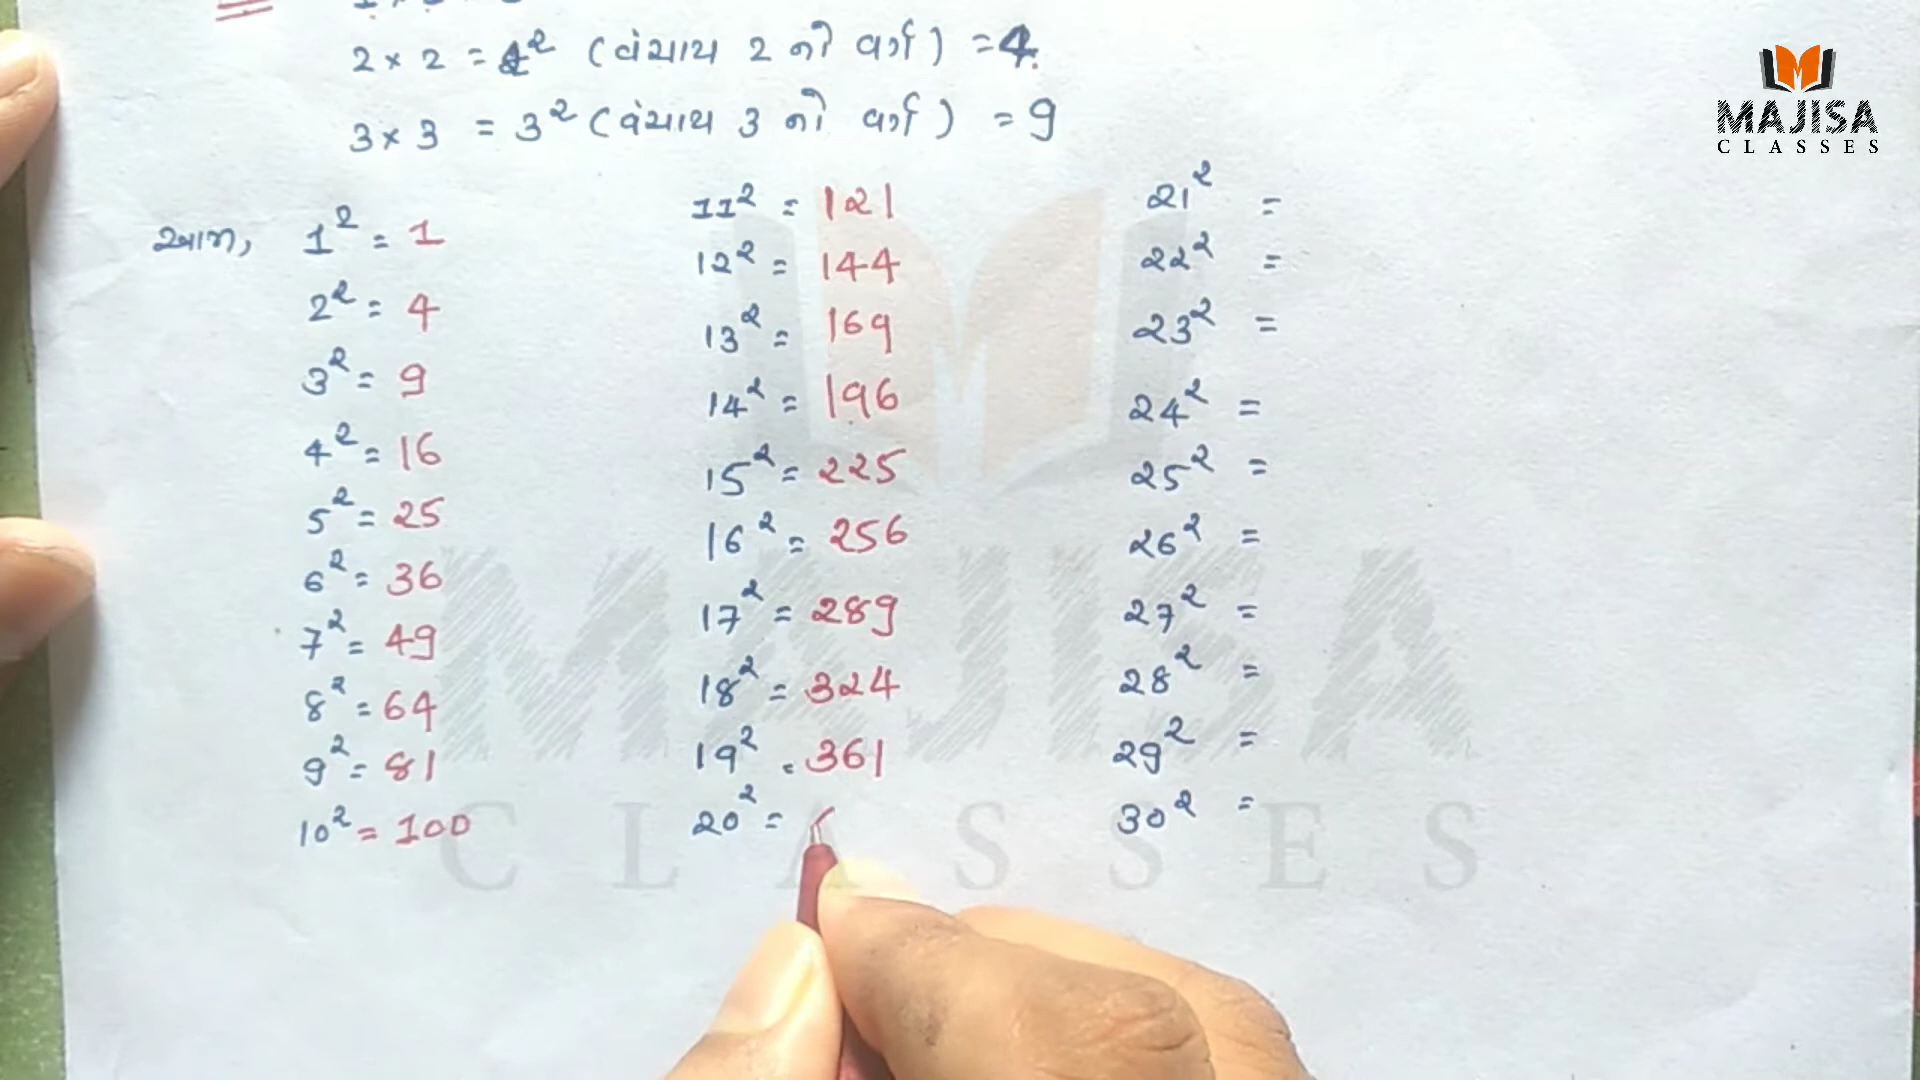 2 × 2 = 2² (વંચાય 2 નો વર્ગ) = 4.
3 × 3 = 3² (વંચાય 3 નો વર્ગ) = 9
આમ, 1² = 1
2² = 4
3² = 9
4² = 16
5² = 25
6² = 36
7² = 49
8² = 64
9² = 81
10² = 100
11² = 121
12² = 144
13² = 169
14² = 196
15² = 225
16² = 256
17² = 289
18² = 324
19² = 361
20² =
21² =
22² =
23² =
24² =
25² =
26² =
27² =
28² =
29² =
30² =
MAJISA
CLASSES
MAJISA
CLASSES